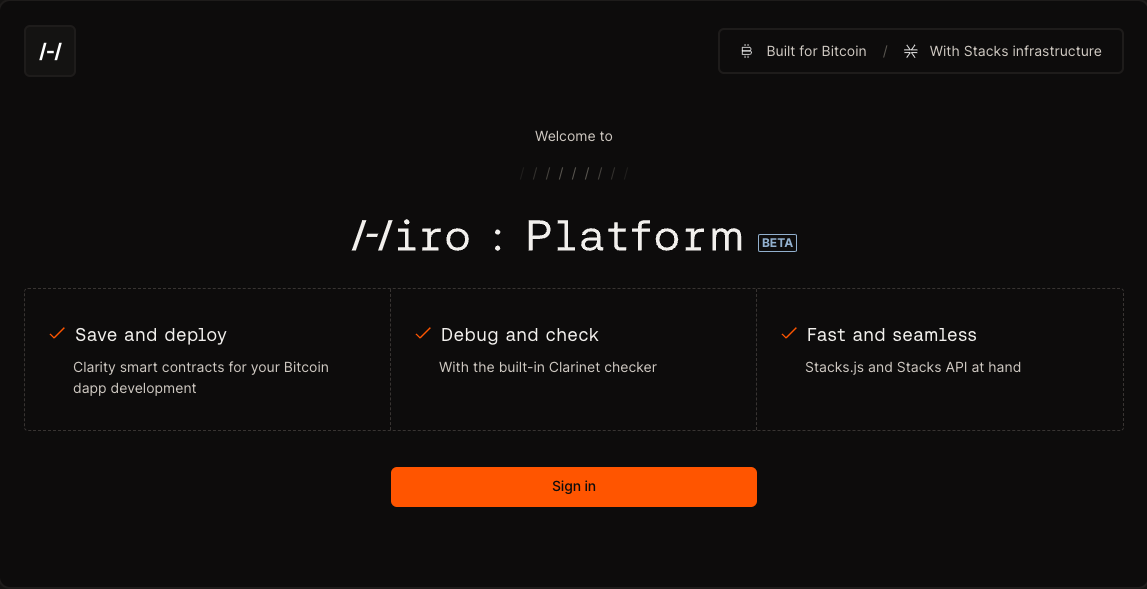 /-/
Built for Bitcoin / With Stacks infrastructure
Welcome to
/ / / / / / / / /
/-/iro : Platform BETA
Save and deploy
Clarity smart contracts for your Bitcoin
dapp development
Debug and check
With the built-in Clarinet checker
Fast and seamless
Stacks.js and Stacks API at hand
Sign in